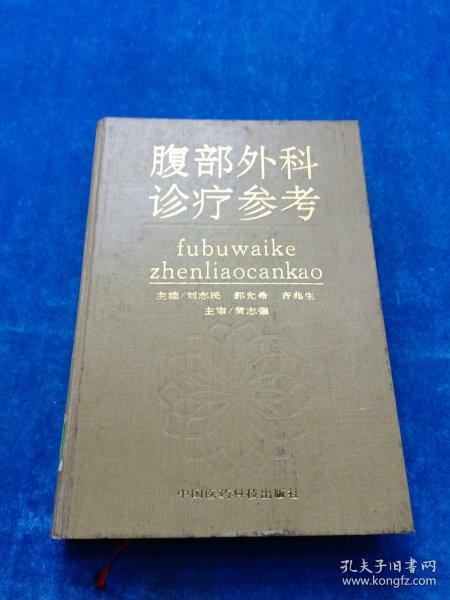 腹部外科
诊疗参考
fubuwaike
zhenliaocankao
主编/刘志民 郭允希 齐兆生
主审/黄志强
中国医药科技出版社
孔夫子旧书网
www.kongfz.com